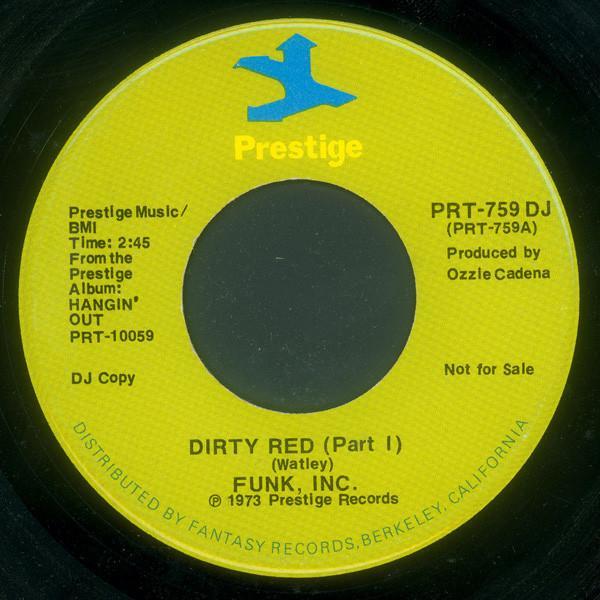 Prestige
Prestige Music/
BMI
Time: 2:45
From the
Prestige
Album:
HANGIN'
OUT
PRT-10059
DJ Copy
PRT-759 DJ
(PRT-759A)
Produced by
Ozzie Cadena
Not for Sale
DIRTY RED (Part I)
(Watley)
FUNK, INC.
℗ 1973 Prestige Records
DISTRIBUTED BY FANTASY RECORDS, BERKELEY, CALIFORNIA